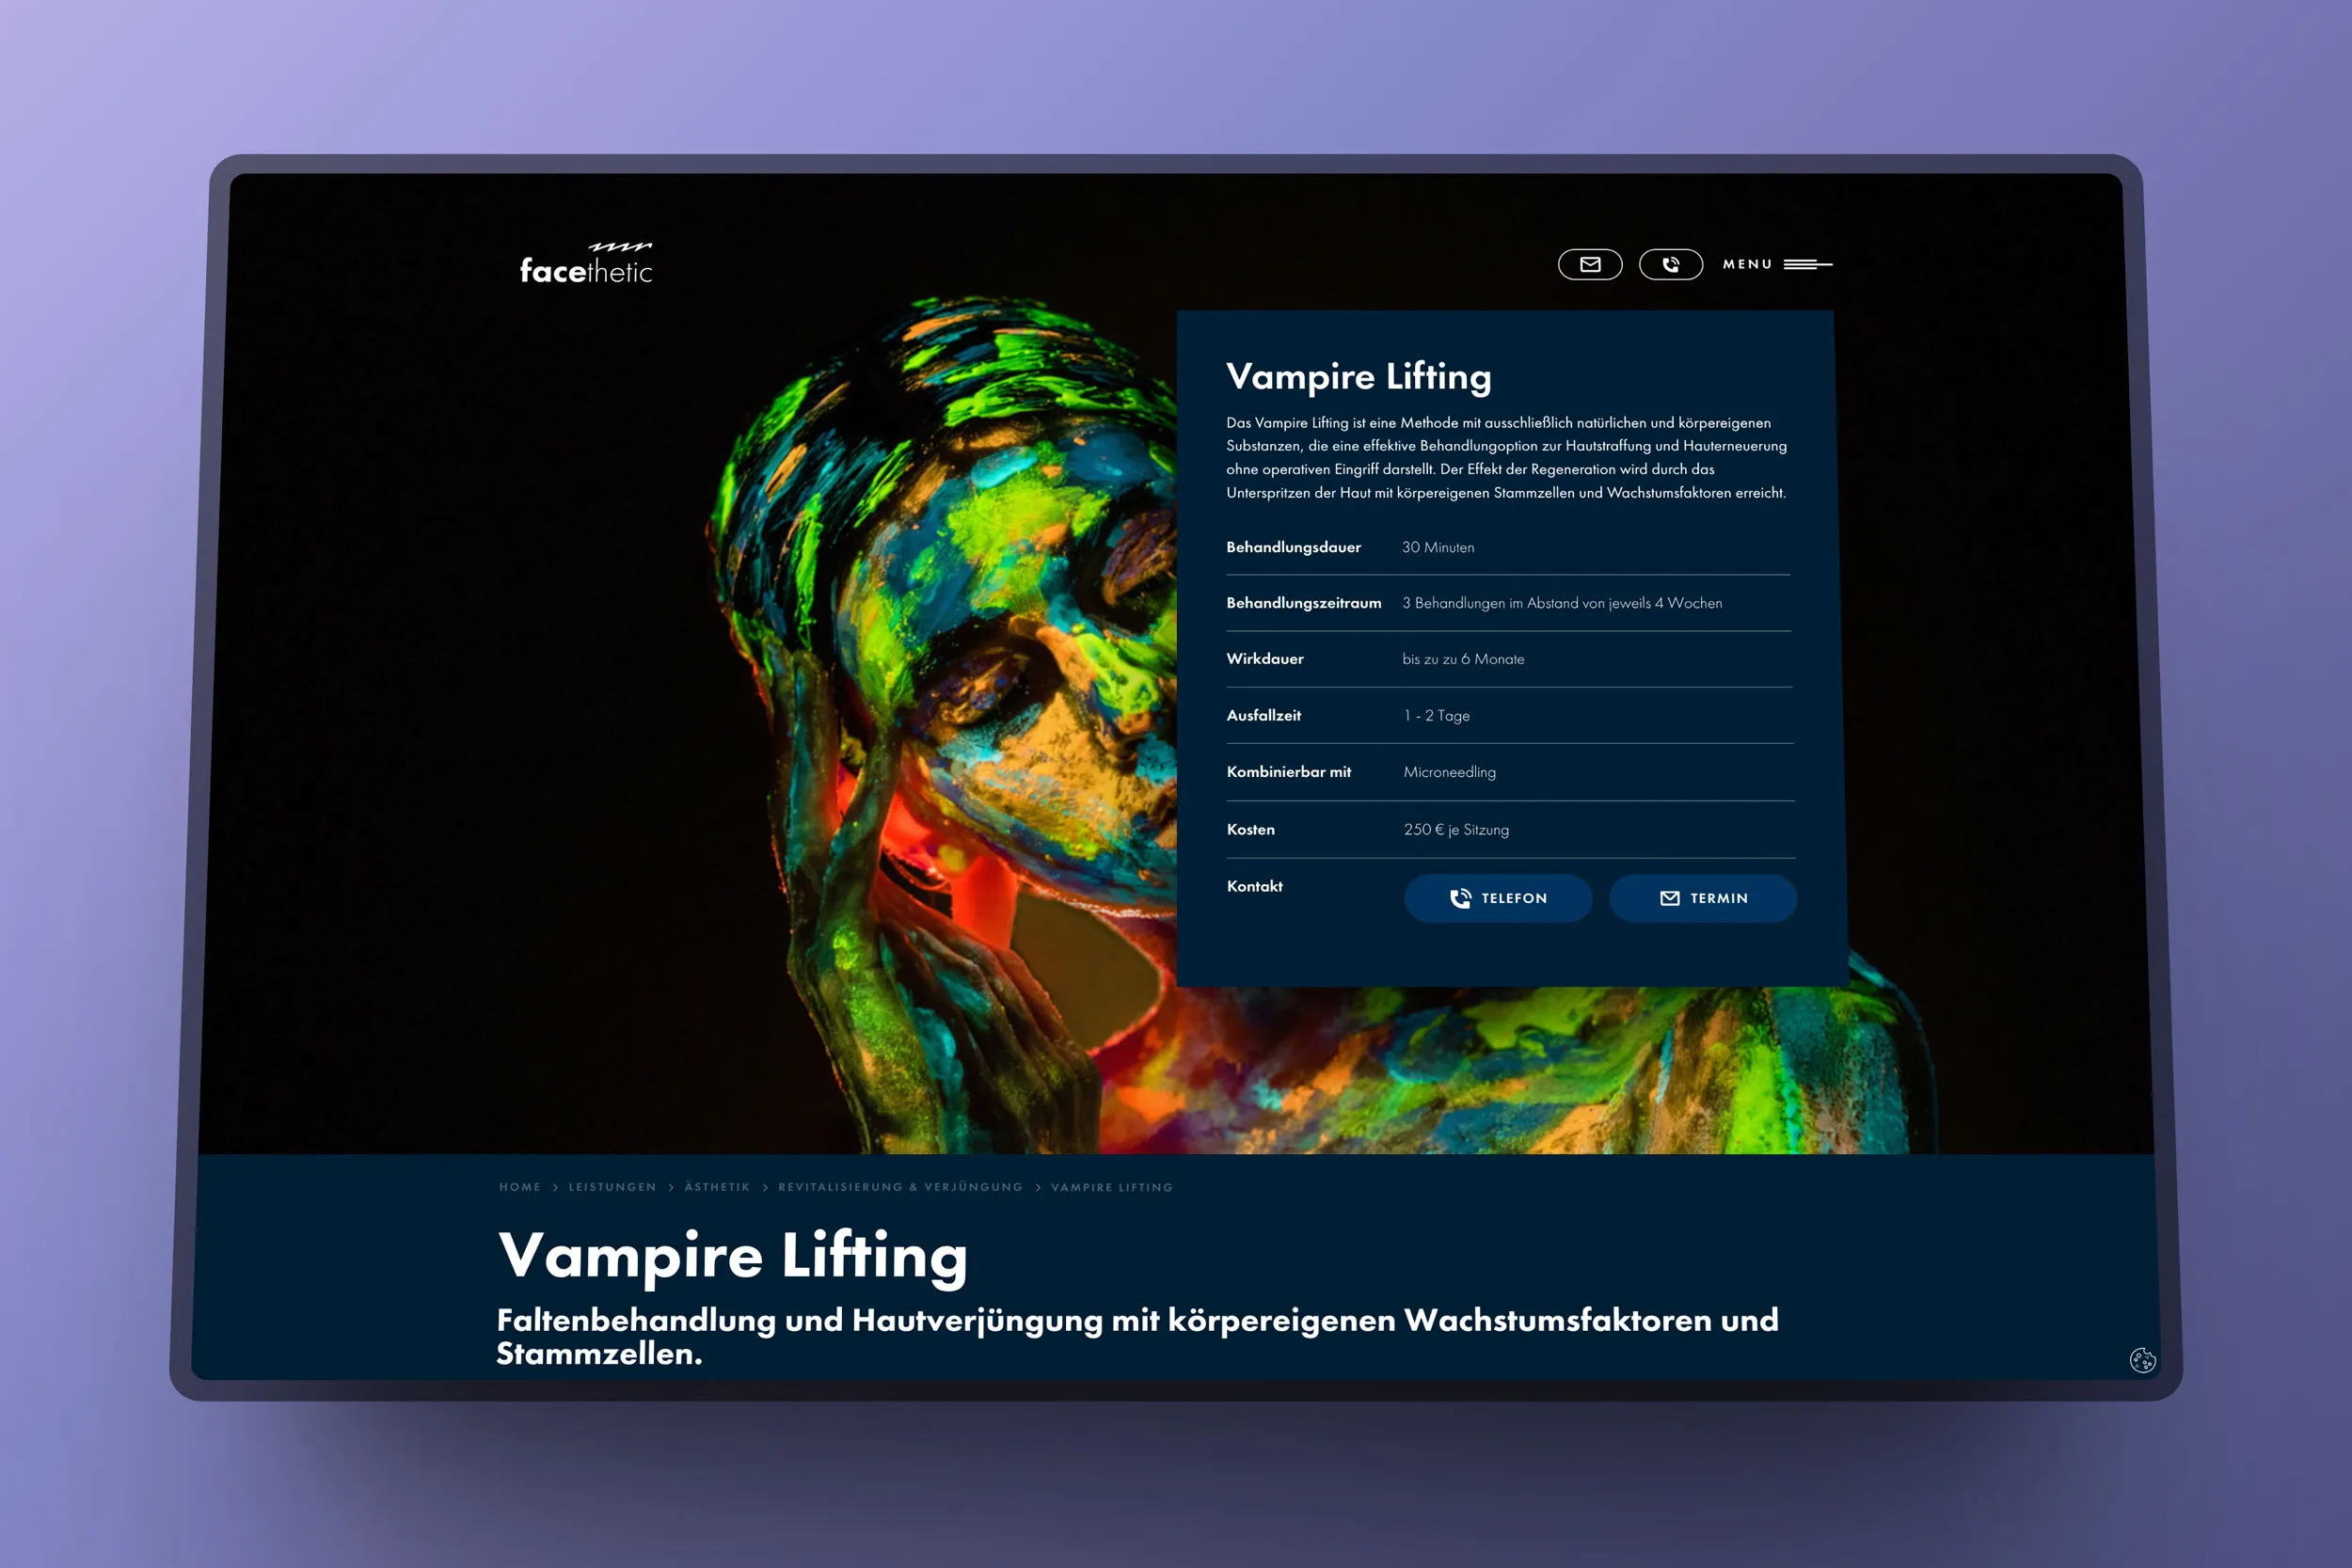 facethetic
MENU
Vampire Lifting
Das Vampire Lifting ist eine Methode mit ausschließlich natürlichen und körpereigenen
Substanzen, die eine effektive Behandlungoption zur Hautstraffung und Hauterneuerung
ohne operativen Eingriff darstellt. Der Effekt der Regeneration wird durch das
Unterspritzen der Haut mit körpereigenen Stammzellen und Wachstumsfaktoren erreicht.
Behandlungsdauer 30 Minuten
Behandlungszeitraum 3 Behandlungen im Abstand von jeweils 4 Wochen
Wirkdauer bis zu zu 6 Monate
Ausfallzeit 1 - 2 Tage
Kombinierbar mit Microneedling
Kosten 250 € je Sitzung
Kontakt TELEFON TERMIN
HOME > LEISTUNGEN > ÄSTHETIK > REVITALISIERUNG & VERJÜNGUNG > VAMPIRE LIFTING
Vampire Lifting
Faltenbehandlung und Hautverjüngung mit körpereigenen Wachstumsfaktoren und
Stammzellen.